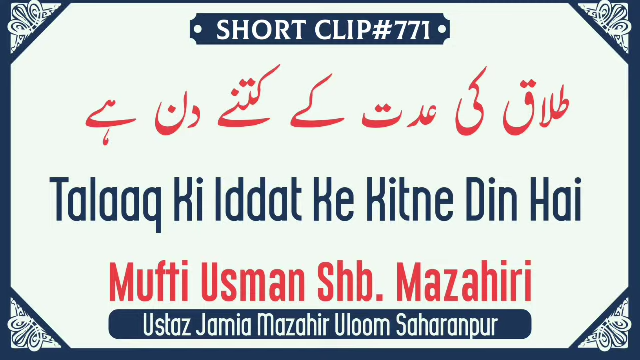 SHORT CLIP#771
طلاق کی عدت کے کتنے دن ہے
Talaaq Ki Iddat Ke Kitne Din Hai
Mufti Usman Shb. Mazahiri
Ustaz Jamia Mazahir Uloom Saharanpur